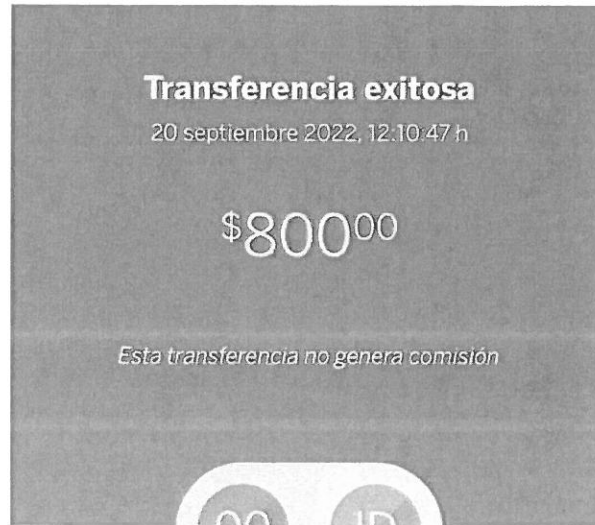 Transferencia exitosa
20 septiembre 2022, 12:10:47 h
$800⁰⁰
Esta transferencia no genera comisión